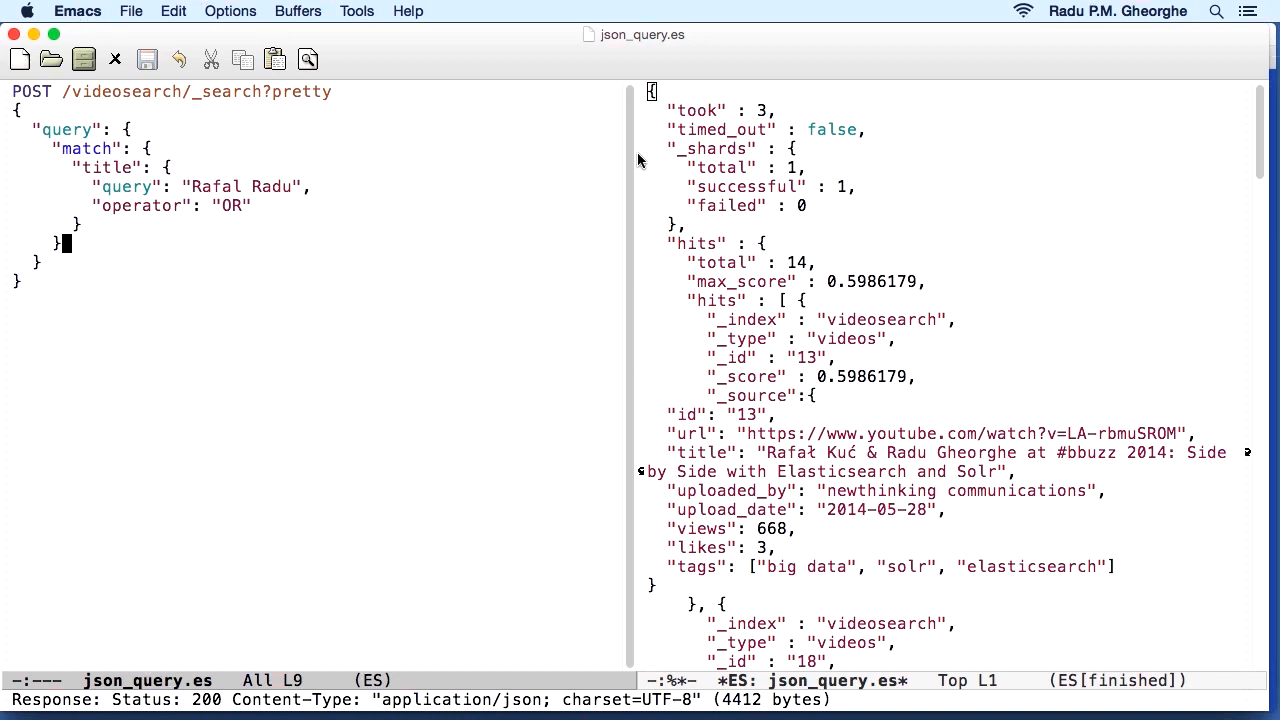 Emacs File Edit Options Buffers Tools Help Radu P.M. Gheorghe
json_query.es
POST /videosearch/_search?pretty
{
  "query": {
    "match": {
      "title": {
        "query": "Rafal Radu",
        "operator": "OR"
      }
    }
  }
}
{
  "took" : 3,
  "timed_out" : false,
  "_shards" : {
    "total" : 1,
    "successful" : 1,
    "failed" : 0
  },
  "hits" : {
    "total" : 14,
    "max_score" : 0.5986179,
    "hits" : [ {
      "_index" : "videosearch",
      "_type" : "videos",
      "_id" : "13",
      "_score" : 0.5986179,
      "_source":{
  "id": "13",
  "url": "https://www.youtube.com/watch?v=LA-rbmuSROM",
  "title": "Rafał Kuć & Radu Gheorghe at #bbuzz 2014: Side
by Side with Elasticsearch and Solr",
  "uploaded_by": "newthinking communications",
  "upload_date": "2014-05-28",
  "views": 668,
  "likes": 3,
  "tags": ["big data", "solr", "elasticsearch"]
}
    }, {
      "_index" : "videosearch",
      "_type" : "videos",
      "_id" : "18",
-:---  json_query.es   All L9     (ES)
-:%*-  *ES: json_query.es*   Top L1     (ES[finished])
Response: Status: 200 Content-Type: "application/json; charset=UTF-8" (4412 bytes)